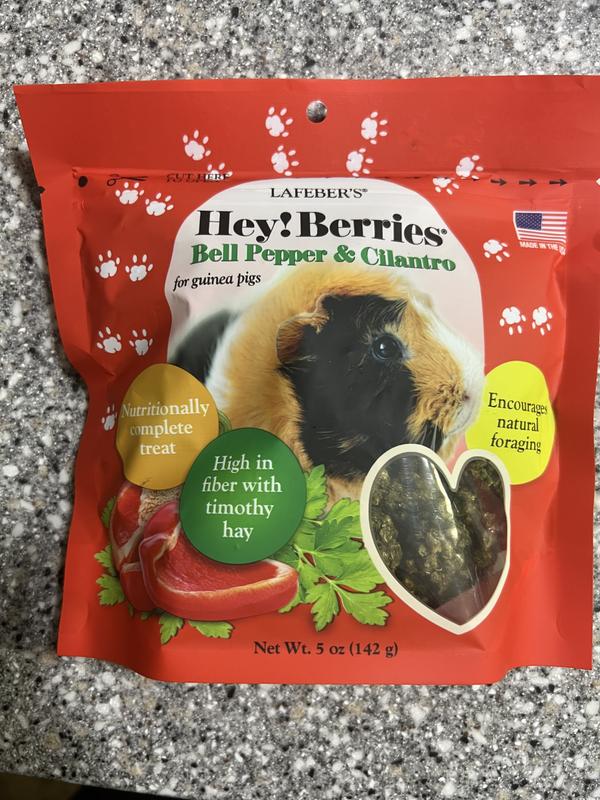 CUT HERE
LAFEBER'S®
Hey!Berries®
Bell Pepper & Cilantro
for guinea pigs
MADE IN THE
Nutritionally
complete
treat
Encourages
natural
foraging
High in
fiber with
timothy
hay
Net Wt. 5 oz (142 g)